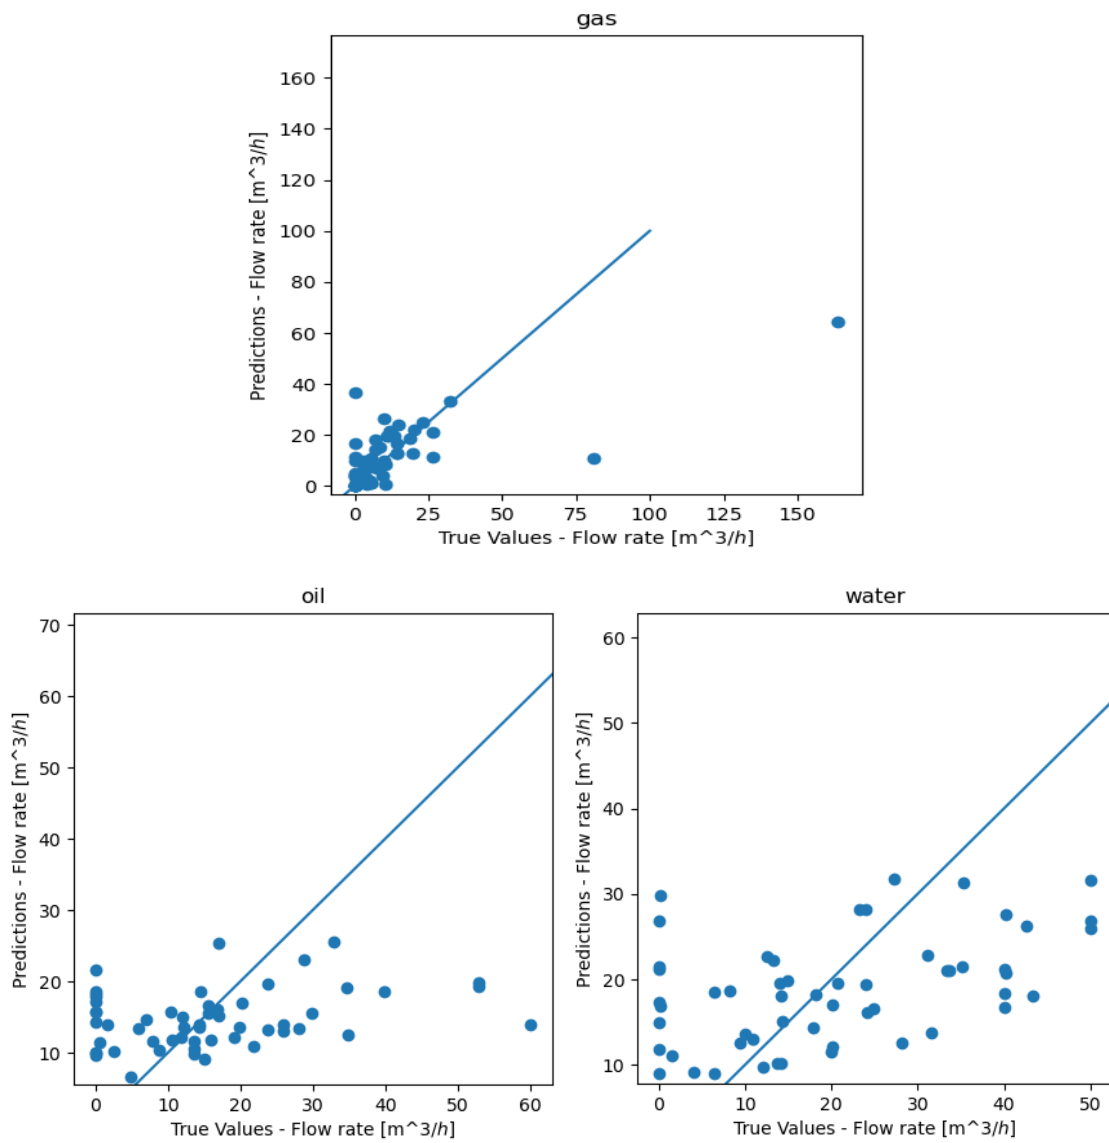 gas
160
140
120
100
80
60
40
20
0
Predictions - Flow rate [m^3/h]
0 25 50 75 100 125 150
True Values - Flow rate [m^3/h]
oil
70
60
50
40
30
20
10
Predictions - Flow rate [m^3/h]
0 10 20 30 40 50 60
True Values - Flow rate [m^3/h]
water
60
50
40
30
20
10
Predictions - Flow rate [m^3/h]
0 10 20 30 40 50
True Values - Flow rate [m^3/h]